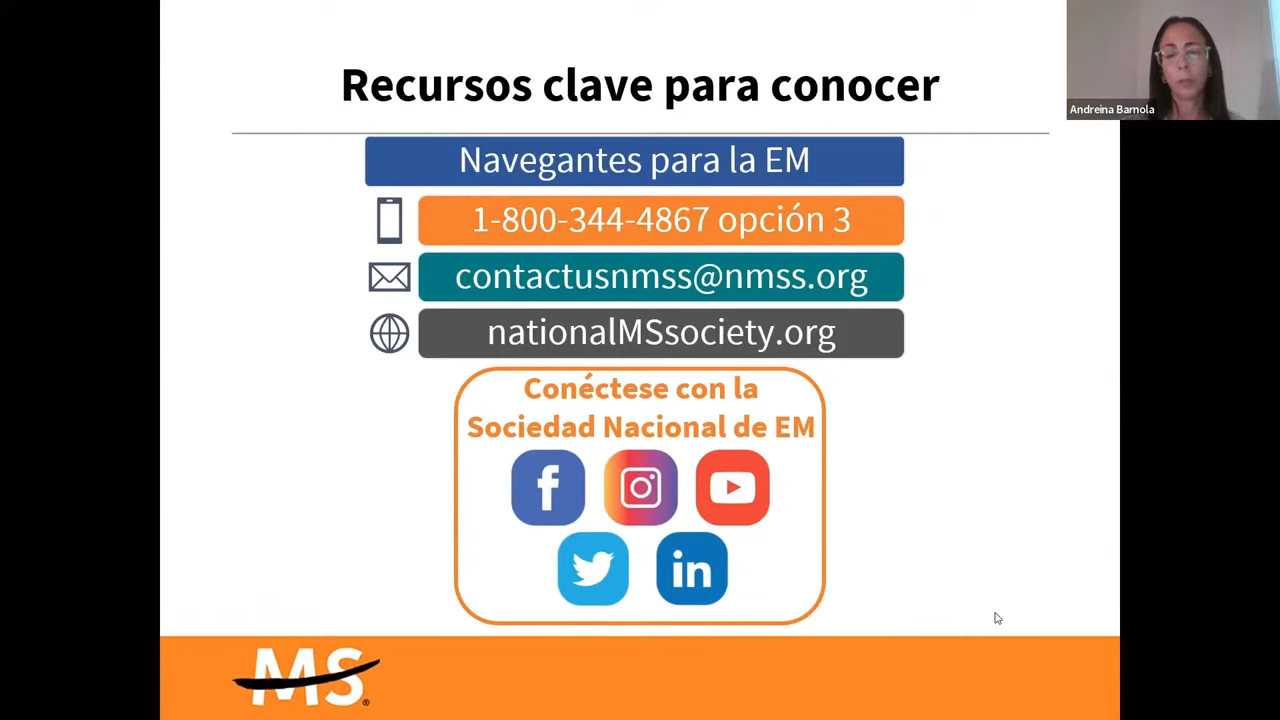 Recursos clave para conocer
Andreina Barnola
Navegantes para la EM
1-800-344-4867 opción 3
contactusnmss@nmss.org
nationalMSsociety.org
Conéctese con la
Sociedad Nacional de EM
f
in
MS®